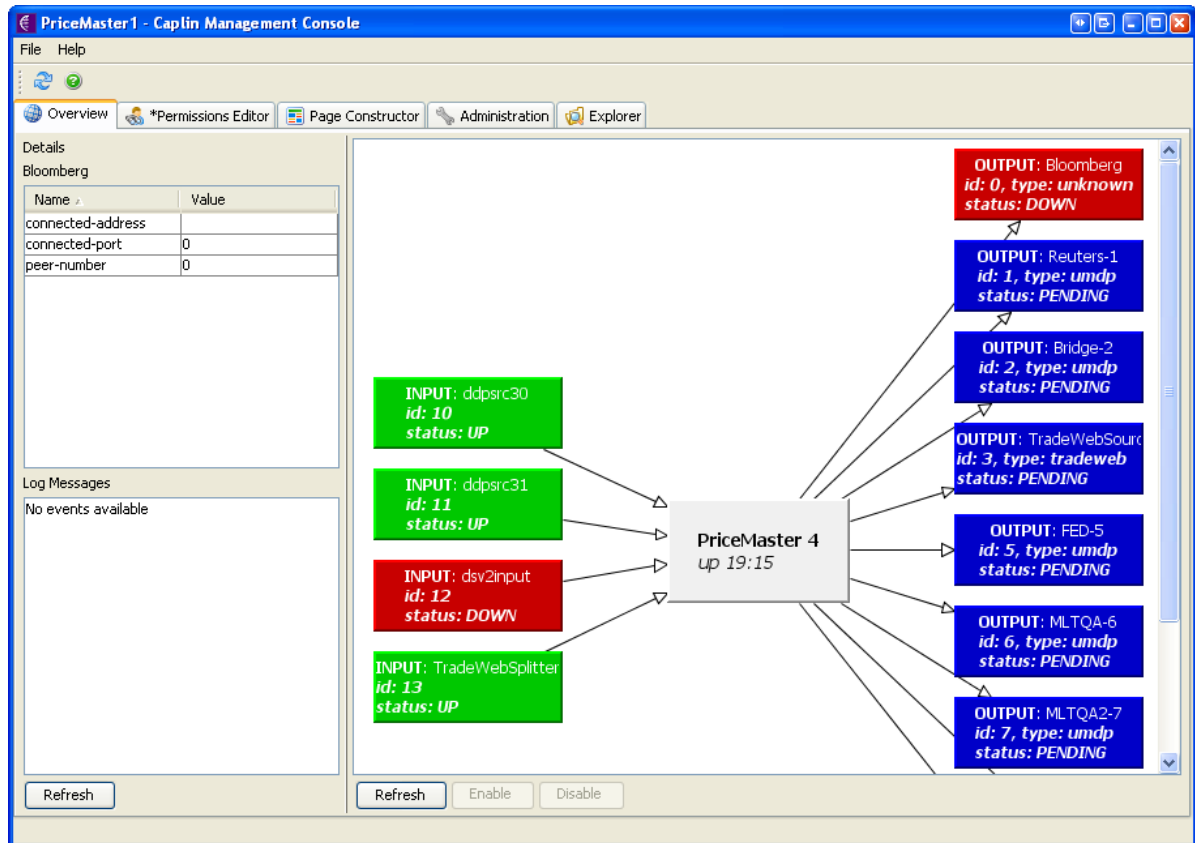 PriceMaster1 - Caplin Management Console
File Help
Overview *Permissions Editor Page Constructor Administration Explorer
Details
Bloomberg
Name Value
connected-address
connected-port 0
peer-number 0
Log Messages
No events available
Refresh
INPUT: ddpsrc30
id: 10
status: UP
INPUT: ddpsrc31
id: 11
status: UP
INPUT: dsv2input
id: 12
status: DOWN
INPUT: TradeWebSplitter
id: 13
status: UP
PriceMaster 4
up 19:15
OUTPUT: Bloomberg
id: 0, type: unknown
status: DOWN
OUTPUT: Reuters-1
id: 1, type: umdp
status: PENDING
OUTPUT: Bridge-2
id: 2, type: umdp
status: PENDING
OUTPUT: TradeWebSourc
id: 3, type: tradeweb
status: PENDING
OUTPUT: FED-5
id: 5, type: umdp
status: PENDING
OUTPUT: MLTQA-6
id: 6, type: umdp
status: PENDING
OUTPUT: MLTQA2-7
id: 7, type: umdp
status: PENDING
Refresh Enable Disable